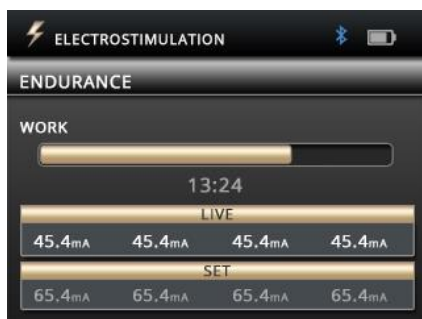 ELECTROSTIMULATION
ENDURANCE
WORK
13:24
LIVE
45.4mA 45.4mA 45.4mA 45.4mA
SET
65.4mA 65.4mA 65.4mA 65.4mA